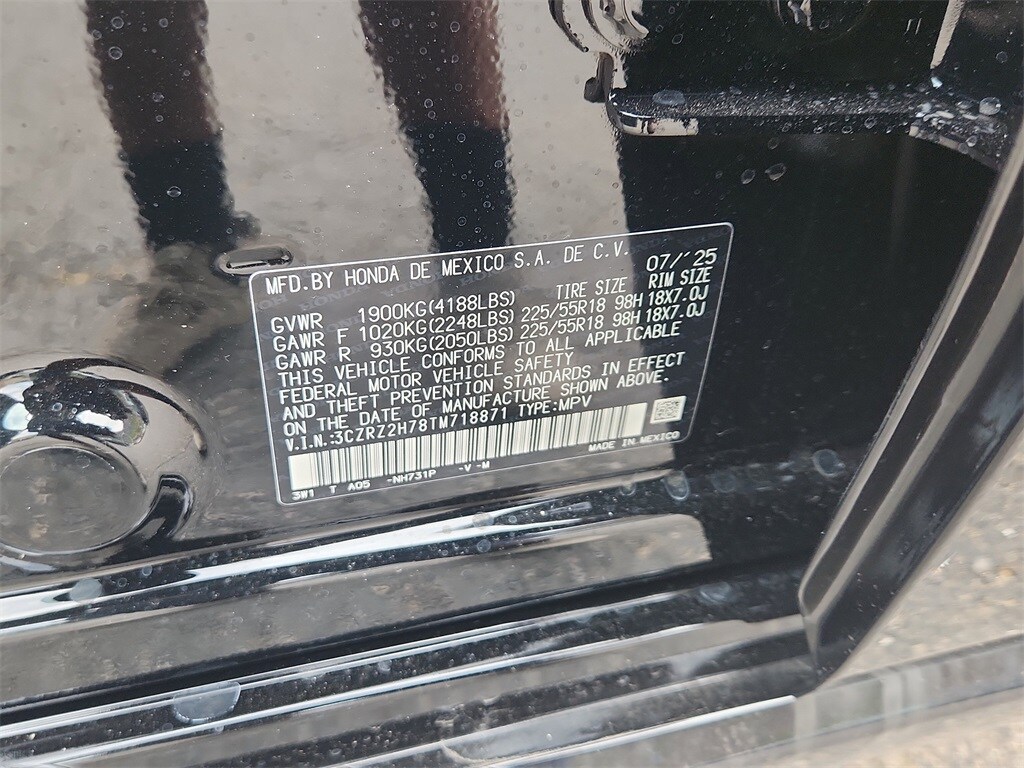 MFD.BY HONDA DE MEXICO S.A. DE C.V. 07/'25
GVWR 1900KG(4188LBS) TIRE SIZE RIM SIZE
GAWR F 1020KG(2248LBS) 225/55R18 98H 18X7.0J
GAWR R 930KG(2050LBS) 225/55R18 98H 18X7.0J
THIS VEHICLE CONFORMS TO ALL APPLICABLE
FEDERAL MOTOR VEHICLE SAFETY
AND THEFT PREVENTION STANDARDS IN EFFECT
ON THE DATE OF MANUFACTURE SHOWN ABOVE.
V.I.N.:3CZRZ2H78TM718871 TYPE:MPV
MADE IN MEXICO
3W1 T A05 -NH731P -V -M